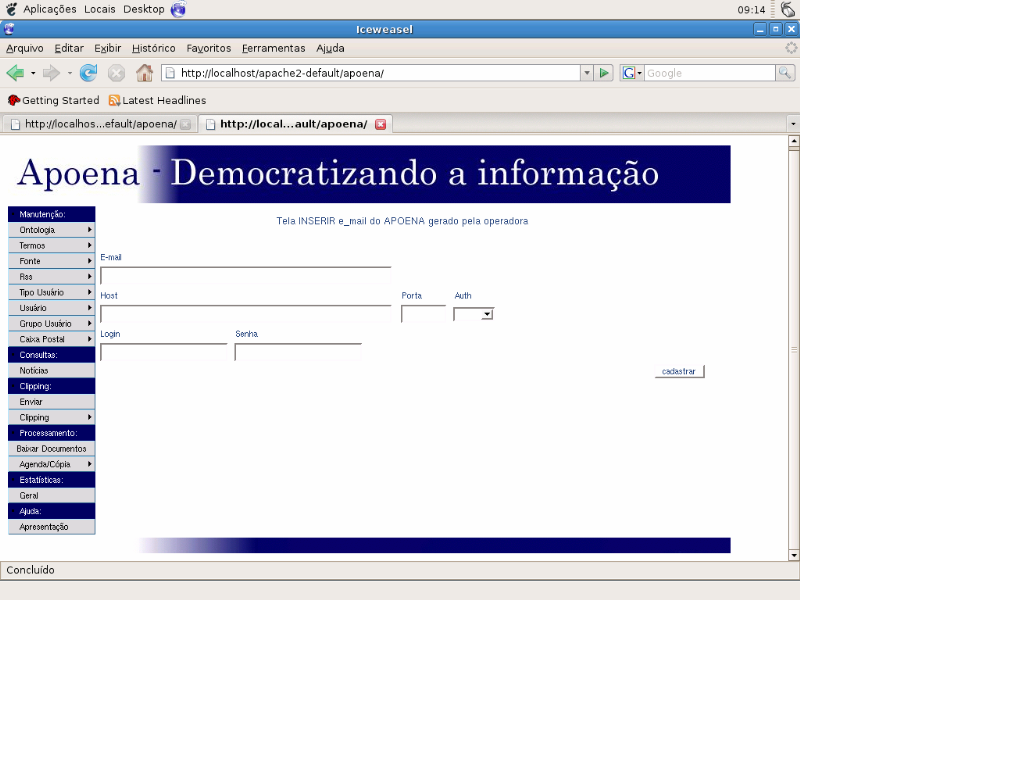 Aplicações Locais Desktop 09:14
Iceweasel
Arquivo Editar Exibir Histórico Favoritos Ferramentas Ajuda
http://localhost/apache2-default/apoena/ G Google
Getting Started Latest Headlines
http://localhos...efault/apoena/ http://local...ault/apoena/
Apoena - Democratizando a informação
Manutenção:
Ontologia
Termos
Fonte
Rss
Tipo Usuário
Usuário
Grupo Usuário
Caixa Postal
Consultas:
Notícias
Clipping:
Enviar
Clipping
Processamento:
Baixar Documentos
Agenda/Cópia
Estatísticas:
Geral
Ajuda:
Apresentação
Tela INSERIR e_mail do APOENA gerado pela operadora
E-mail
Host Porta Auth
Login Senha
cadastrar
Concluído